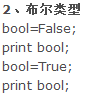 2、布尔类型
bool=False;
print bool;
bool=True;
print bool;